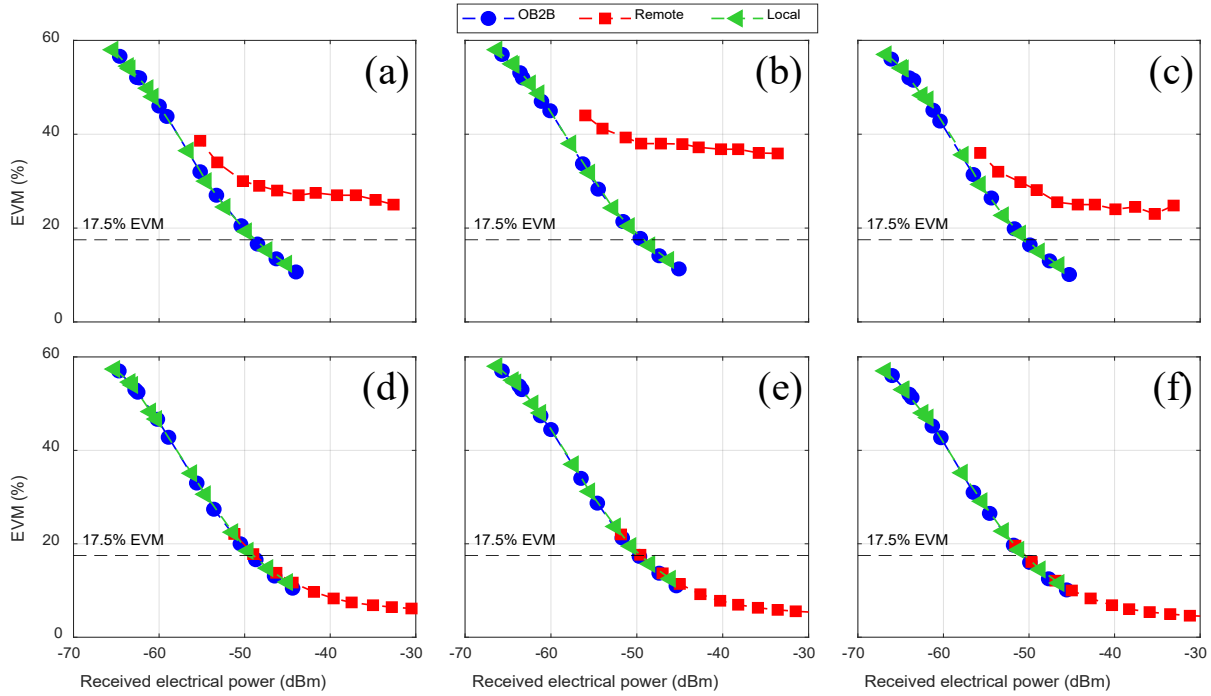 OB2B Remote Local
60 (a) (b) (c)
40
EVM (%)
20
17.5% EVM 17.5% EVM 17.5% EVM
0
60 (d) (e) (f)
40
EVM (%)
20
17.5% EVM 17.5% EVM 17.5% EVM
0
-70 -60 -50 -40 -30 -70 -60 -50 -40 -30 -70 -60 -50 -40 -30
Received electrical power (dBm) Received electrical power (dBm) Received electrical power (dBm)